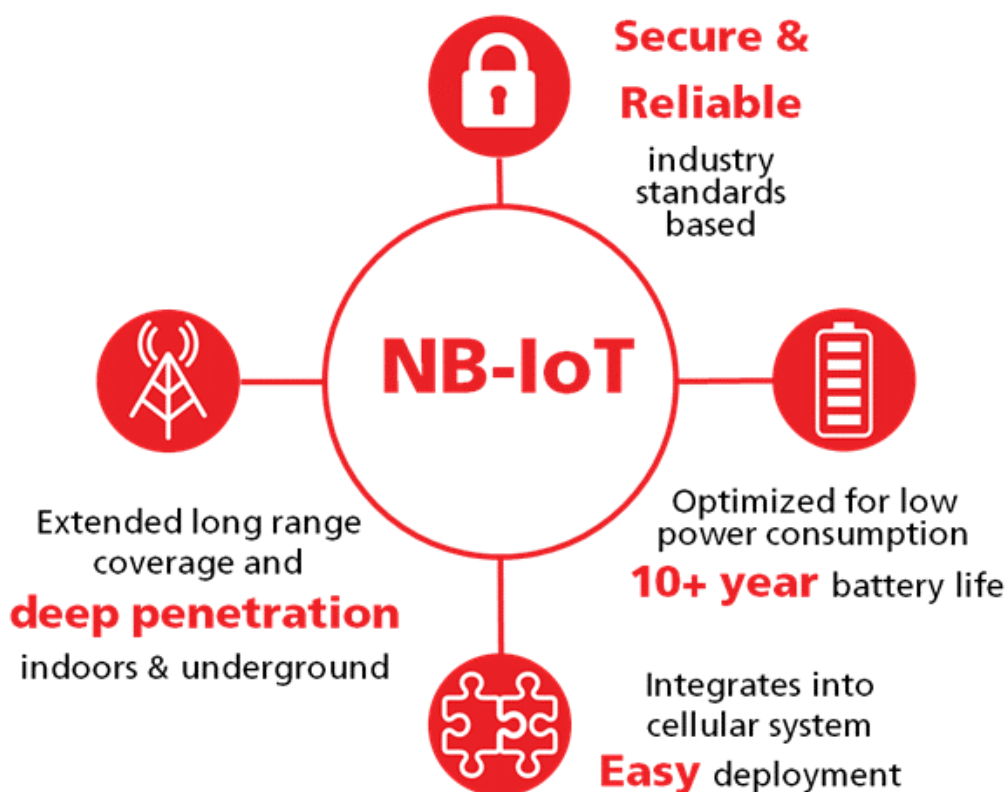 Secure &
Reliable
industry
standards
based
NB-IoT
Optimized for low
power consumption
10+ year battery life
Extended long range
coverage and
deep penetration
indoors & underground
Integrates into
cellular system
Easy deployment